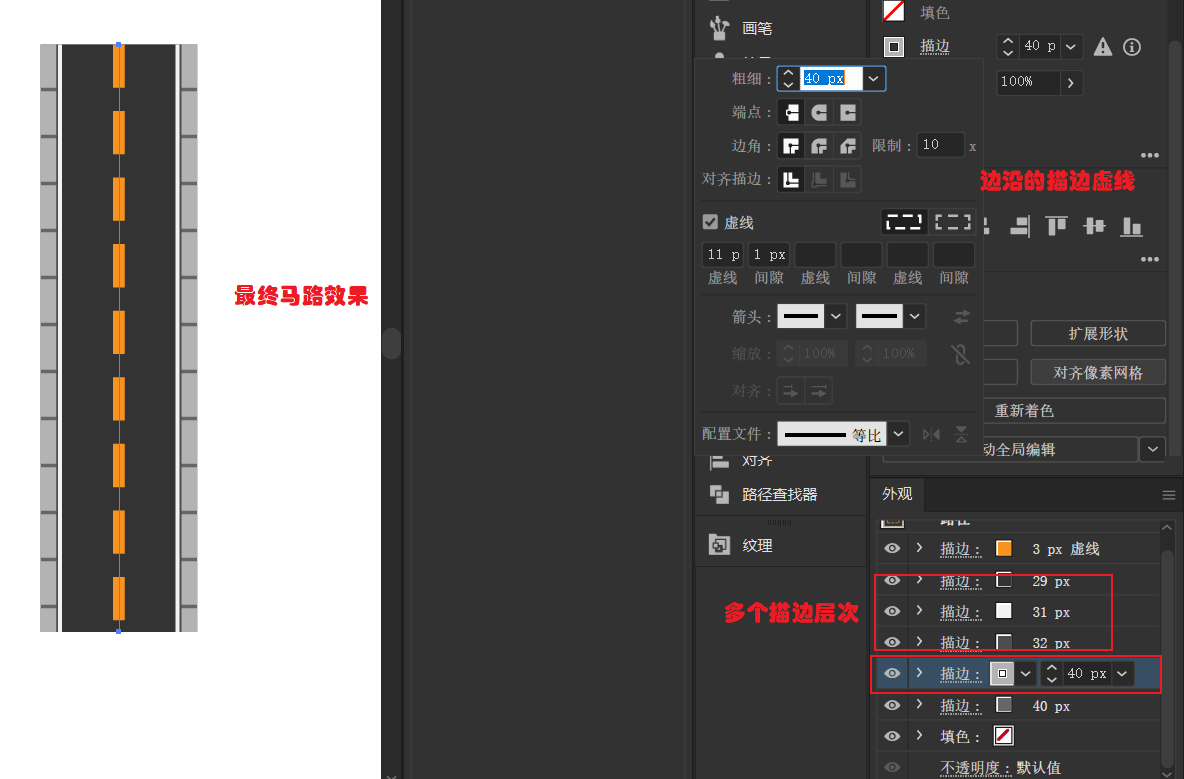 画笔
填色
描边
40 p
100%
粗细：
40 px
端点：
边角：
限制：
10
x
对齐描边：
边沿的描边虚线
虚线
11 p
1 px
虚线
间隙
虚线
间隙
虚线
间隙
最终马路效果
箭头：
缩放：
100%
100%
对齐：
扩展形状
对齐像素网格
重新着色
动全局编辑
配置文件：
等比
对齐
路径查找器
纹理
外观
路径
描边：
3 px 虚线
描边：
29 px
描边：
31 px
描边：
32 px
多个描边层次
描边：
40 px
描边：
40 px
填色：
不透明度：默认值